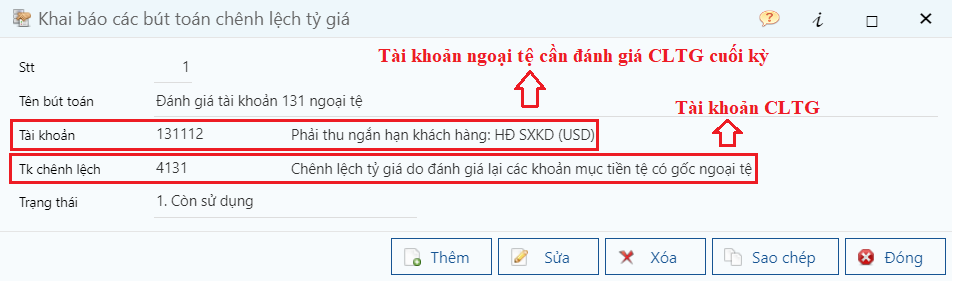 Khai báo các bút toán chênh lệch tỷ giá
Stt 1
Tài khoản ngoại tệ cần đánh giá CLTG cuối kỳ
Tên bút toán Đánh giá tài khoản 131 ngoại tệ
Tài khoản CLTG
Tài khoản 131112 Phải thu ngắn hạn khách hàng: HĐ SXKD (USD)
Tk chênh lệch 4131 Chênh lệch tỷ giá do đánh giá lại các khoản mục tiền tệ có gốc ngoại tệ
Trạng thái 1. Còn sử dụng
Thêm Sửa Xóa Sao chép Đóng